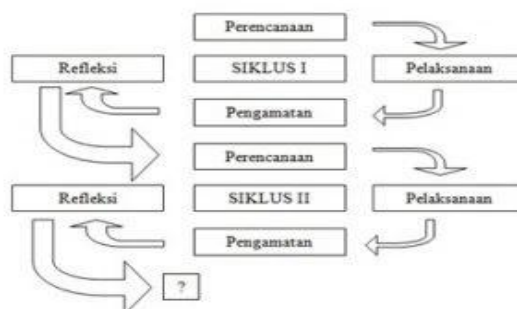 Perencanaan
Refleksi
SIKLUS I
Pelaksanaan
Pengamatan
Perencanaan
Refleksi
SIKLUS II
Pelaksanaan
Pengamatan
?